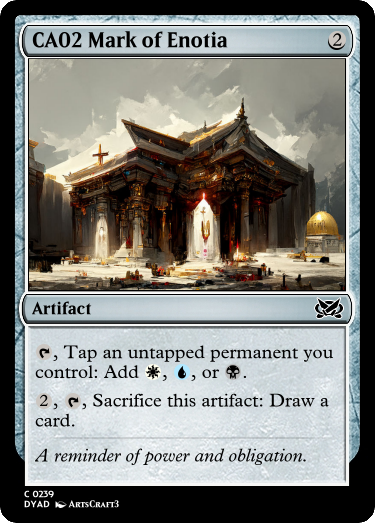 CA02 Mark of Enotia 2
Artifact
, Tap an untapped permanent you
control: Add , , or .
2 , , Sacrifice this artifact: Draw a
card.
A reminder of power and obligation.
C 0239
DYAD ArtsCraft3